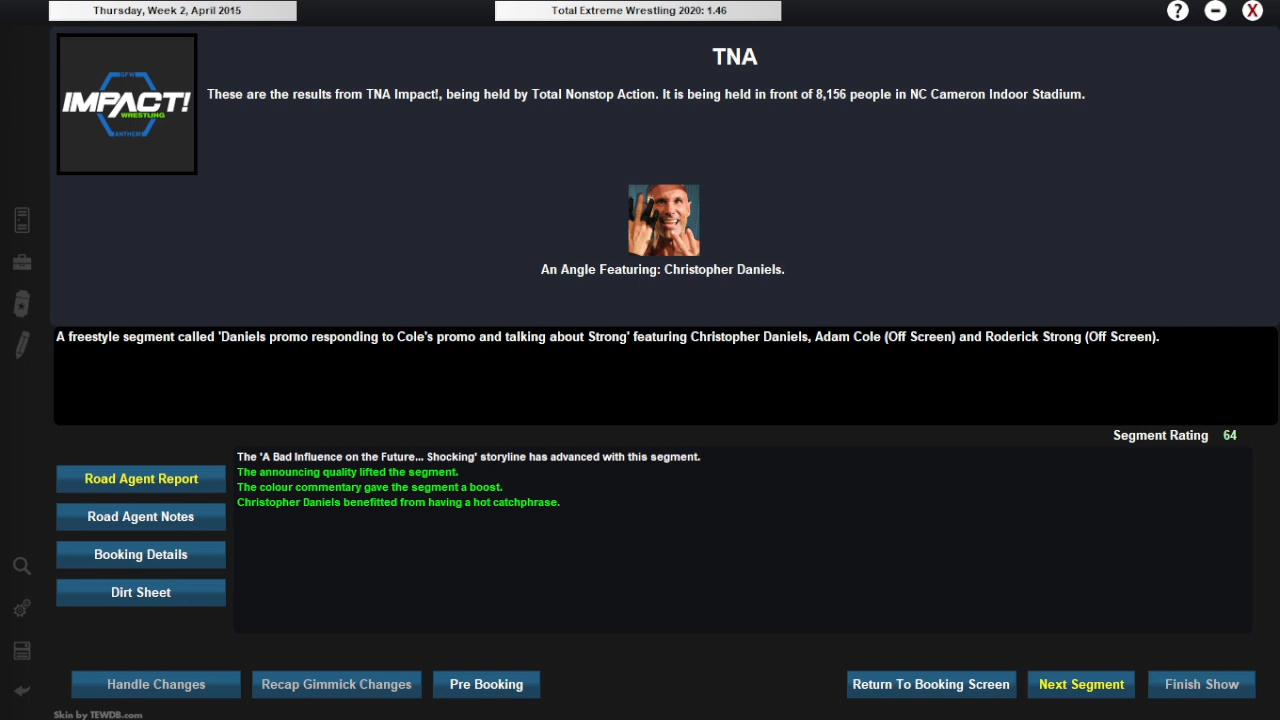 Thursday, Week 2, April 2015
Total Extreme Wrestling 2020: 1.46
?
X
TNA
GFW
IMPACT!
WRESTLING
ANTHEM
These are the results from TNA Impact!, being held by Total Nonstop Action. It is being held in front of 8,156 people in NC Cameron Indoor Stadium.
An Angle Featuring: Christopher Daniels.
A freestyle segment called 'Daniels promo responding to Cole's promo and talking about Strong' featuring Christopher Daniels, Adam Cole (Off Screen) and Roderick Strong (Off Screen).
Segment Rating 64
The 'A Bad Influence on the Future... Shocking' storyline has advanced with this segment.
The announcing quality lifted the segment.
The colour commentary gave the segment a boost.
Christopher Daniels benefitted from having a hot catchphrase.
Road Agent Report
Road Agent Notes
Booking Details
Dirt Sheet
Handle Changes
Recap Gimmick Changes
Pre Booking
Return To Booking Screen
Next Segment
Finish Show
Skin by TEWDB.com